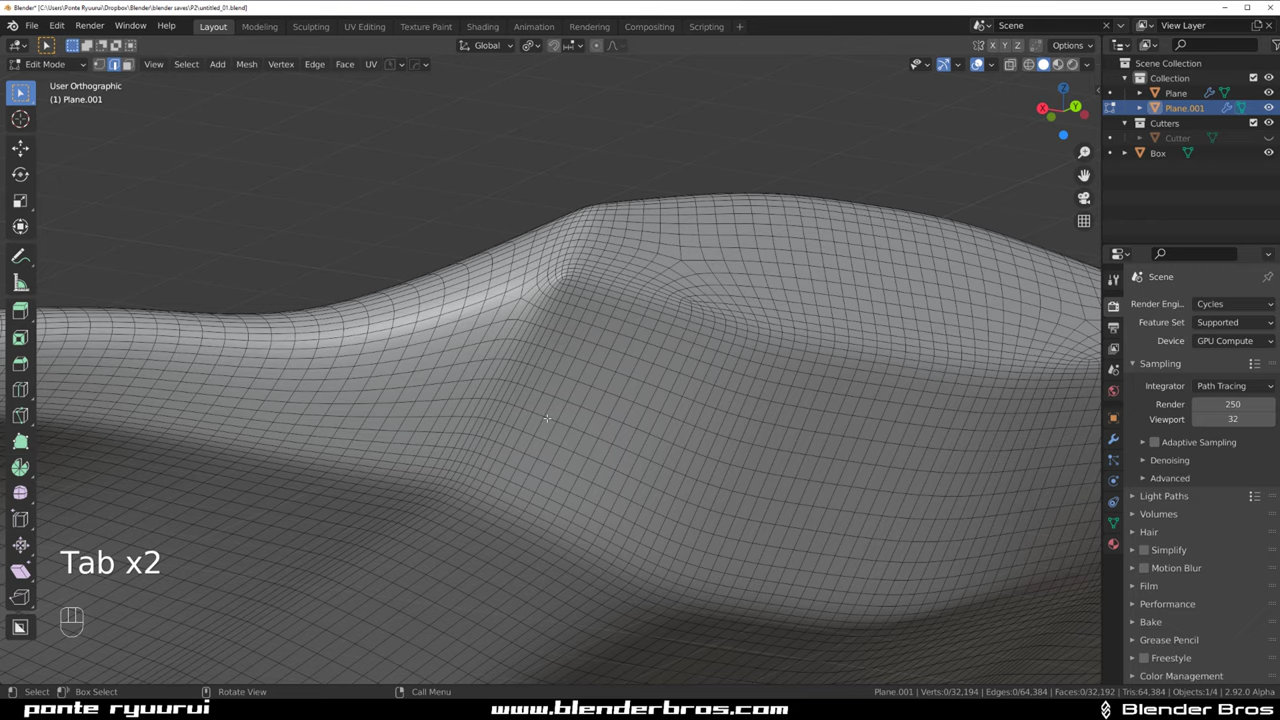 Blender* [C:\Users\Ponte Ryuurui\Dropbox\Blender\blender saves\PZ\untitled_01.blend]
File Edit Render Window Help Layout Modeling Sculpting UV Editing Texture Paint Shading Animation Rendering Compositing Scripting + Scene View Layer
Global X Y Z Options
Edit Mode View Select Add Mesh Vertex Edge Face UV
User Orthographic
(1) Plane.001
X Y Z
Scene Collection
Collection
Plane
Plane.001
Cutters
Cutter
Box
Scene
Render Engi.. Cycles
Feature Set Supported
Device GPU Compute
Sampling
Integrator Path Tracing
Render 250
Viewport 32
Adaptive Sampling
Denoising
Advanced
Light Paths
Volumes
Hair
Simplify
Motion Blur
Film
Performance
Bake
Grease Pencil
Freestyle
Color Management
Tab x2
Select Box Select Rotate View Call Menu Plane.001 | Verts:0/32,194 | Edges:0/64,384 | Faces:0/32,192 | Tris:64,384 | Objects:1/4 | 2.92.0 Alpha
ponte ryuurui www.blenderbros.com Blender Bros